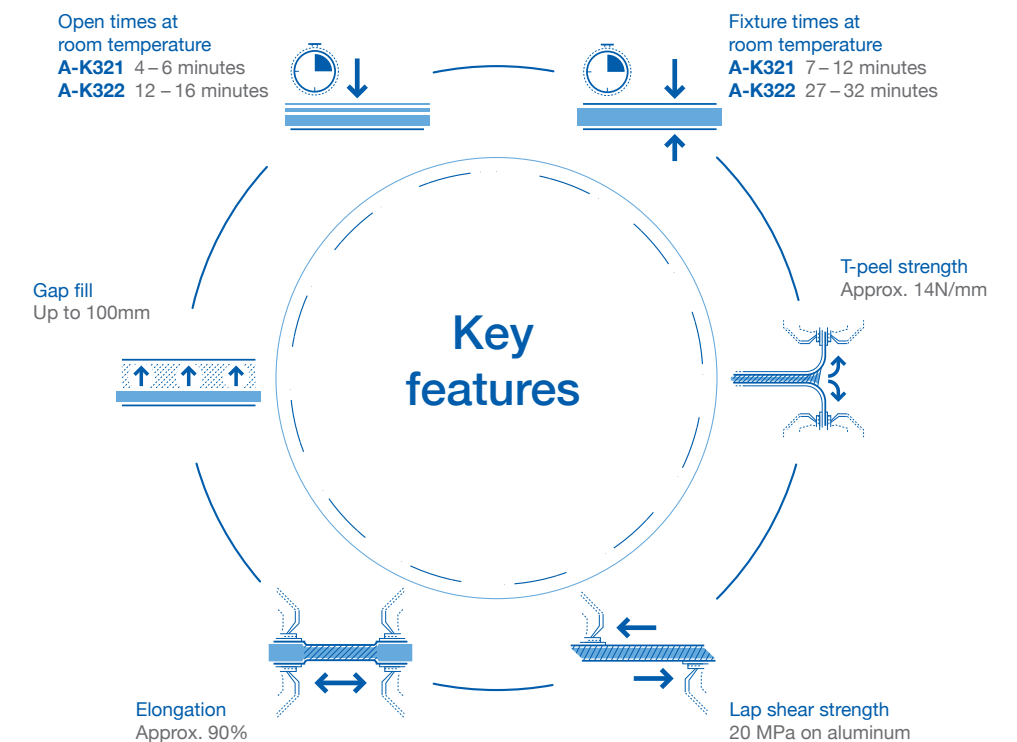 Open times at
room temperature
A-K321 4 – 6 minutes
A-K322 12 – 16 minutes
Fixture times at
room temperature
A-K321 7 – 12 minutes
A-K322 27 – 32 minutes
T-peel strength
Approx. 14N/mm
Gap fill
Up to 100mm
Key
features
Elongation
Approx. 90%
Lap shear strength
20 MPa on aluminum